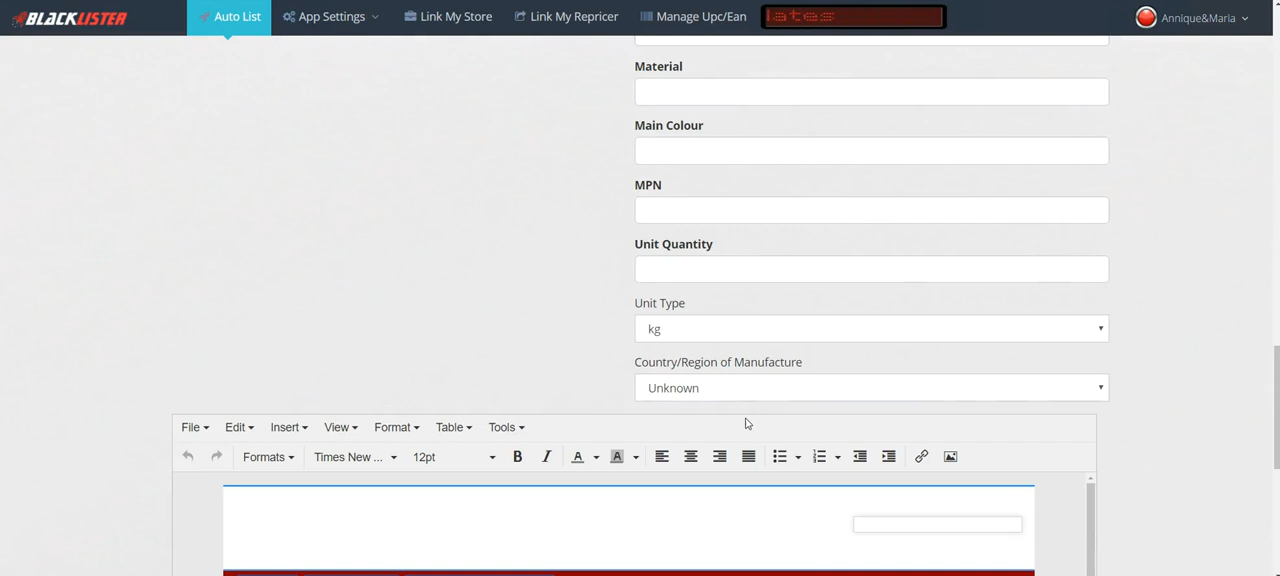 BLACKLISTER
Auto List
App Settings
Link My Store
Link My Repricer
Manage Upc/Ean
lates
Annique&Marla
Material
Main Colour
MPN
Unit Quantity
Unit Type
kg
Country/Region of Manufacture
Unknown
File Edit Insert View Format Table Tools
Formats Times New ... 12pt B I A A